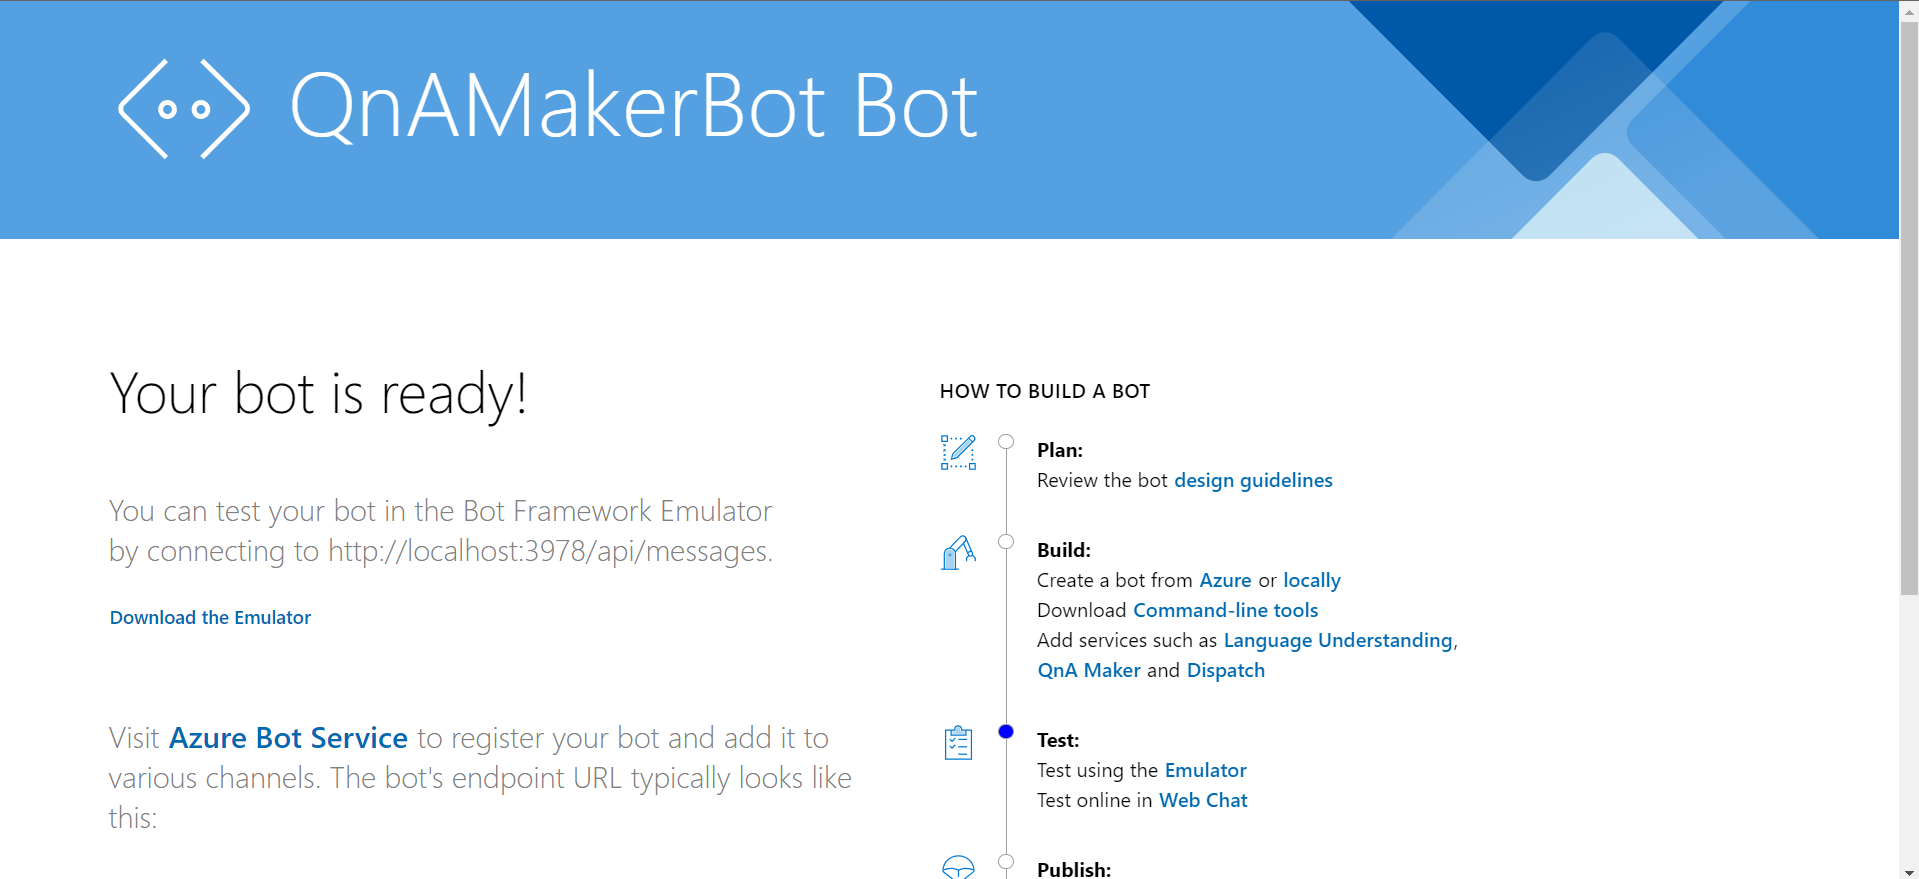 QnAMakerBot Bot
Your bot is ready!
You can test your bot in the Bot Framework Emulator
by connecting to http://localhost:3978/api/messages.
Download the Emulator
Visit Azure Bot Service to register your bot and add it to
various channels. The bot's endpoint URL typically looks like
this:
HOW TO BUILD A BOT
Plan:
Review the bot design guidelines
Build:
Create a bot from Azure or locally
Download Command-line tools
Add services such as Language Understanding,
QnA Maker and Dispatch
Test:
Test using the Emulator
Test online in Web Chat
Publish: